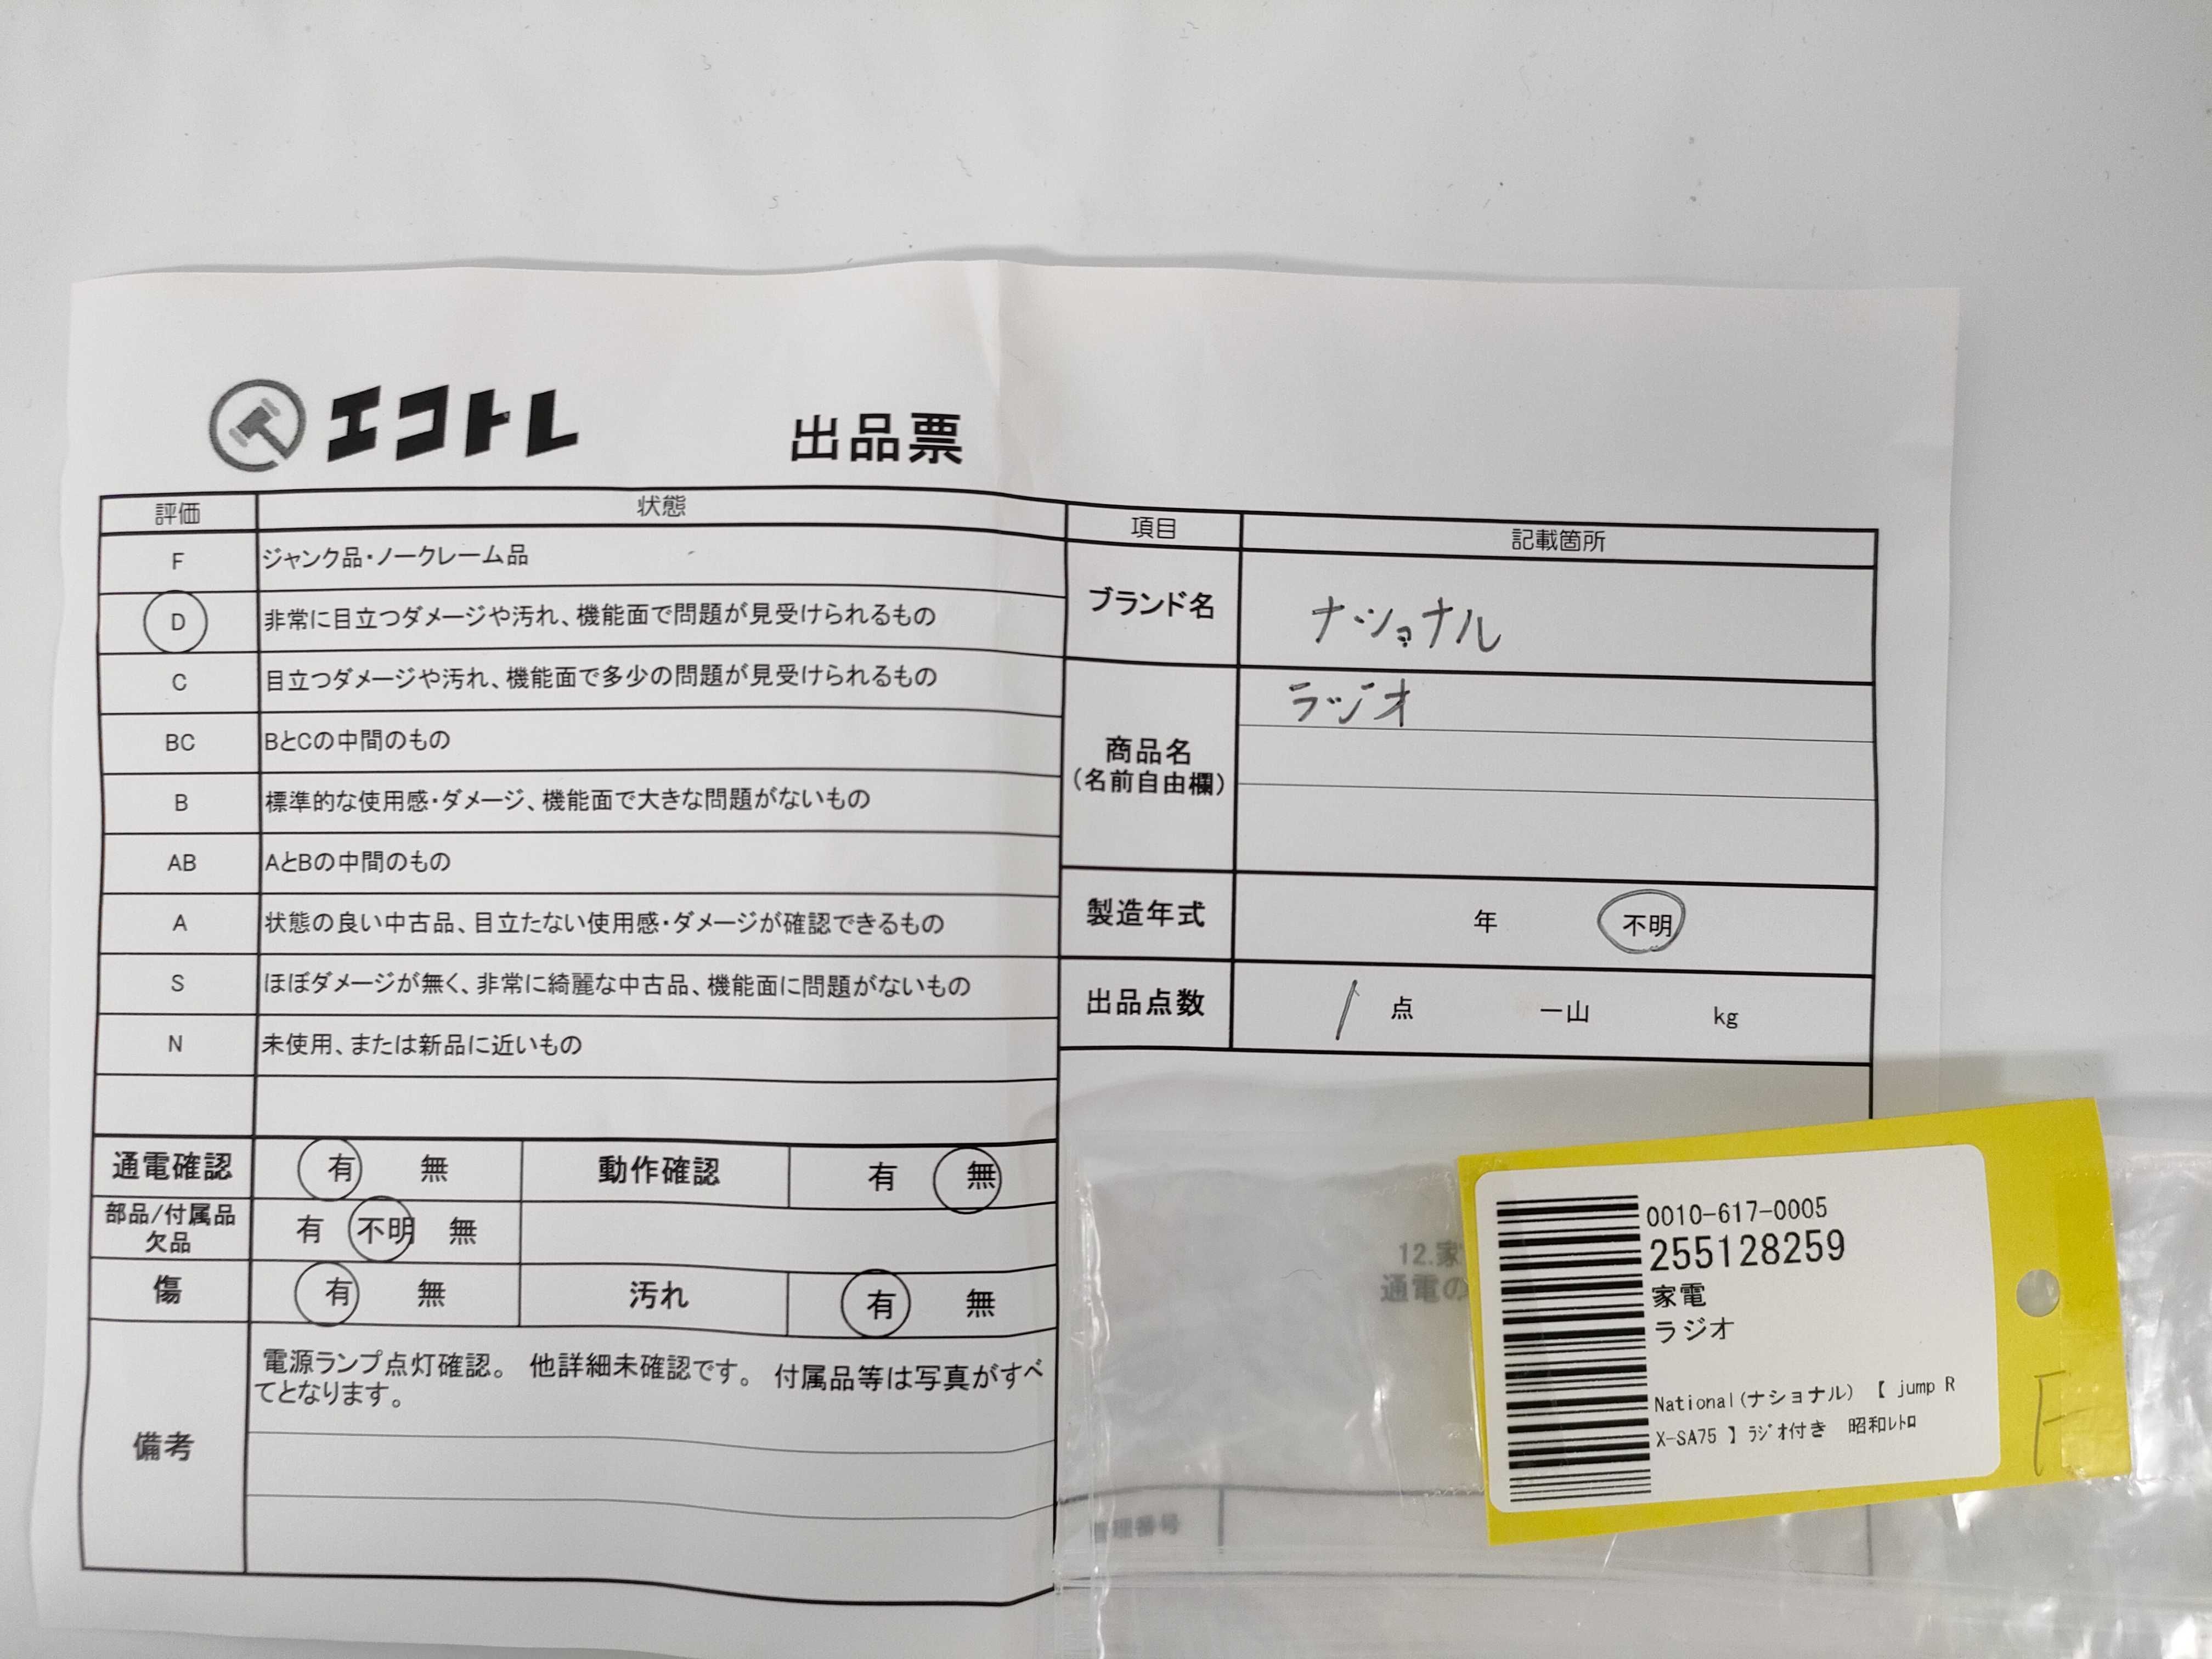 エコトレ
出品票
評価 状態
F ジャンク品・ノークレーム品
D 非常に目立つダメージや汚れ、機能面で問題が見受けられるもの
C 目立つダメージや汚れ、機能面で多少の問題が見受けられるもの
BC BとCの中間のもの
B 標準的な使用感・ダメージ、機能面で大きな問題がないもの
AB AとBの中間のもの
A 状態の良い中古品、目立たない使用感・ダメージが確認できるもの
S ほぼダメージが無く、非常に綺麗な中古品、機能面に問題がないもの
N 未使用、または新品に近いもの
通電確認 有 無 動作確認 有 無
部品/付属品
欠品
有 不明 無
傷 有 無 汚れ 有 無
備考
電源ランプ点灯確認。 他詳細未確認です。 付属品等は写真がすべ
てとなります。
項目 記載箇所
ブランド名 ナショナル
商品名
(名前自由欄)
ラジオ
製造年式 年 不明
出品点数 1 点 一山 kg
12.家
通電の
管理番号
0010-617-0005
255128259
家電
ラジオ
National(ナショナル) 【 jump R
X-SA75 】ﾗｼﾞｵ付き 昭和ﾚﾄﾛ
F